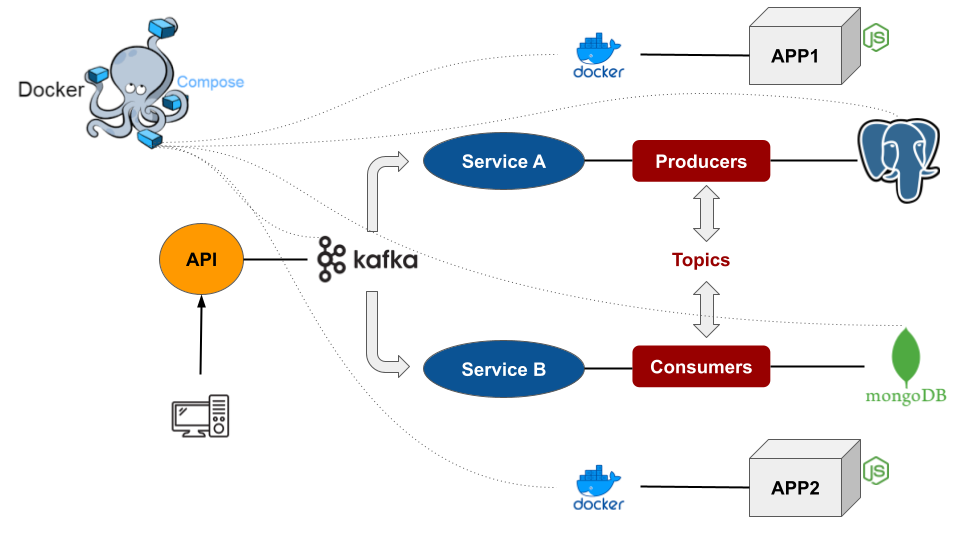 Docker
Compose
docker
APP1
JS
Service A
Producers
API
kafka
Topics
Service B
Consumers
mongoDB
docker
APP2
JS